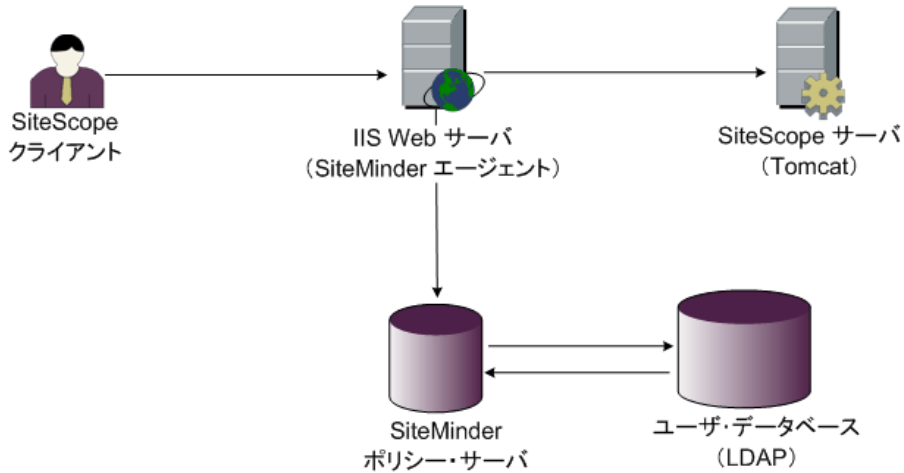 SiteScope
クライアント
IIS Web サーバ
（SiteMinder エージェント）
SiteScope サーバ
（Tomcat）
SiteMinder
ポリシー・サーバ
ユーザ・データベース
（LDAP）